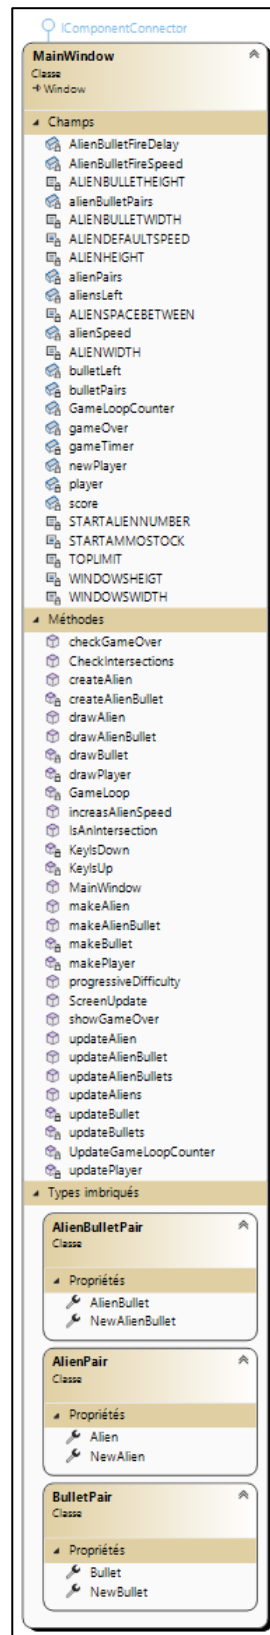 IComponentConnector
MainWindow
Classe
Window
Champs
AlienBulletFireDelay
AlienBulletFireSpeed
ALIENBULLETHEIGHT
alienBulletPairs
ALIENBULLETWIDTH
ALIENDEFAULTSPEED
ALIENHEIGHT
alienPairs
aliensLeft
ALIENSPACEBETWEEN
alienSpeed
ALIENWIDTH
bulletLeft
bulletPairs
GameLoopCounter
gameOver
gameTimer
newPlayer
player
score
STARTALIENNUMBER
STARTAMMOSTOCK
TOPLIMIT
WINDOWSHEIGT
WINDOWSWIDTH
Méthodes
checkGameOver
CheckIntersections
createAlien
createAlienBullet
drawAlien
drawAlienBullet
drawBullet
drawPlayer
GameLoop
increasAlienSpeed
IsAnIntersection
KeyIsDown
KeyIsUp
MainWindow
makeAlien
makeAlienBullet
makeBullet
makePlayer
progressiveDifficulty
ScreenUpdate
showGameOver
updateAlien
updateAlienBullet
updateAlienBullets
updateAliens
updateBullet
updateBullets
UpdateGameLoopCounter
updatePlayer
Types imbriqués
AlienBulletPair
Classe
Propriétés
AlienBullet
NewAlienBullet
AlienPair
Classe
Propriétés
Alien
NewAlien
BulletPair
Classe
Propriétés
Bullet
NewBullet